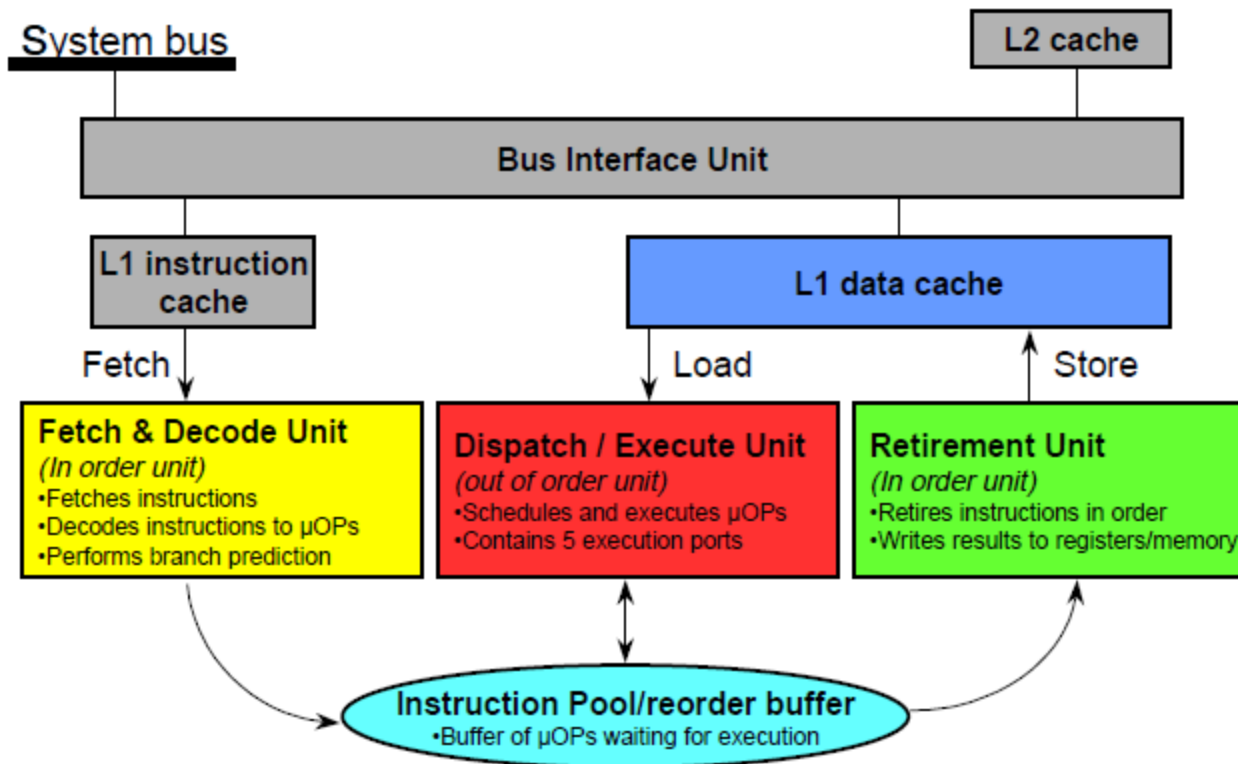 System bus
L2 cache
Bus Interface Unit
L1 instruction
cache
L1 data cache
Fetch
Load
Store
Fetch & Decode Unit
(In order unit)
•Fetches instructions
•Decodes instructions to µOPs
•Performs branch prediction
Dispatch / Execute Unit
(out of order unit)
•Schedules and executes µOPs
•Contains 5 execution ports
Retirement Unit
(In order unit)
•Retires instructions in order
•Writes results to registers/memory
Instruction Pool/reorder buffer
•Buffer of µOPs waiting for execution